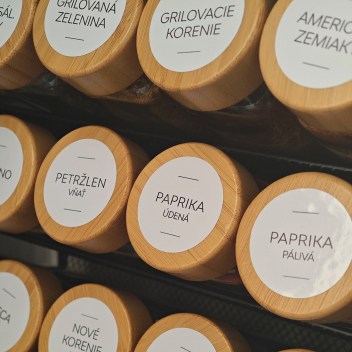 GRILOVANÁ
ZELENINA
GRILOVACIE
KORENIE
PETRŽLEN
VŇAŤ
PAPRIKA
ÚDENÁ
PAPRIKA
PÁLIVÁ
NOVÉ
KORENIE